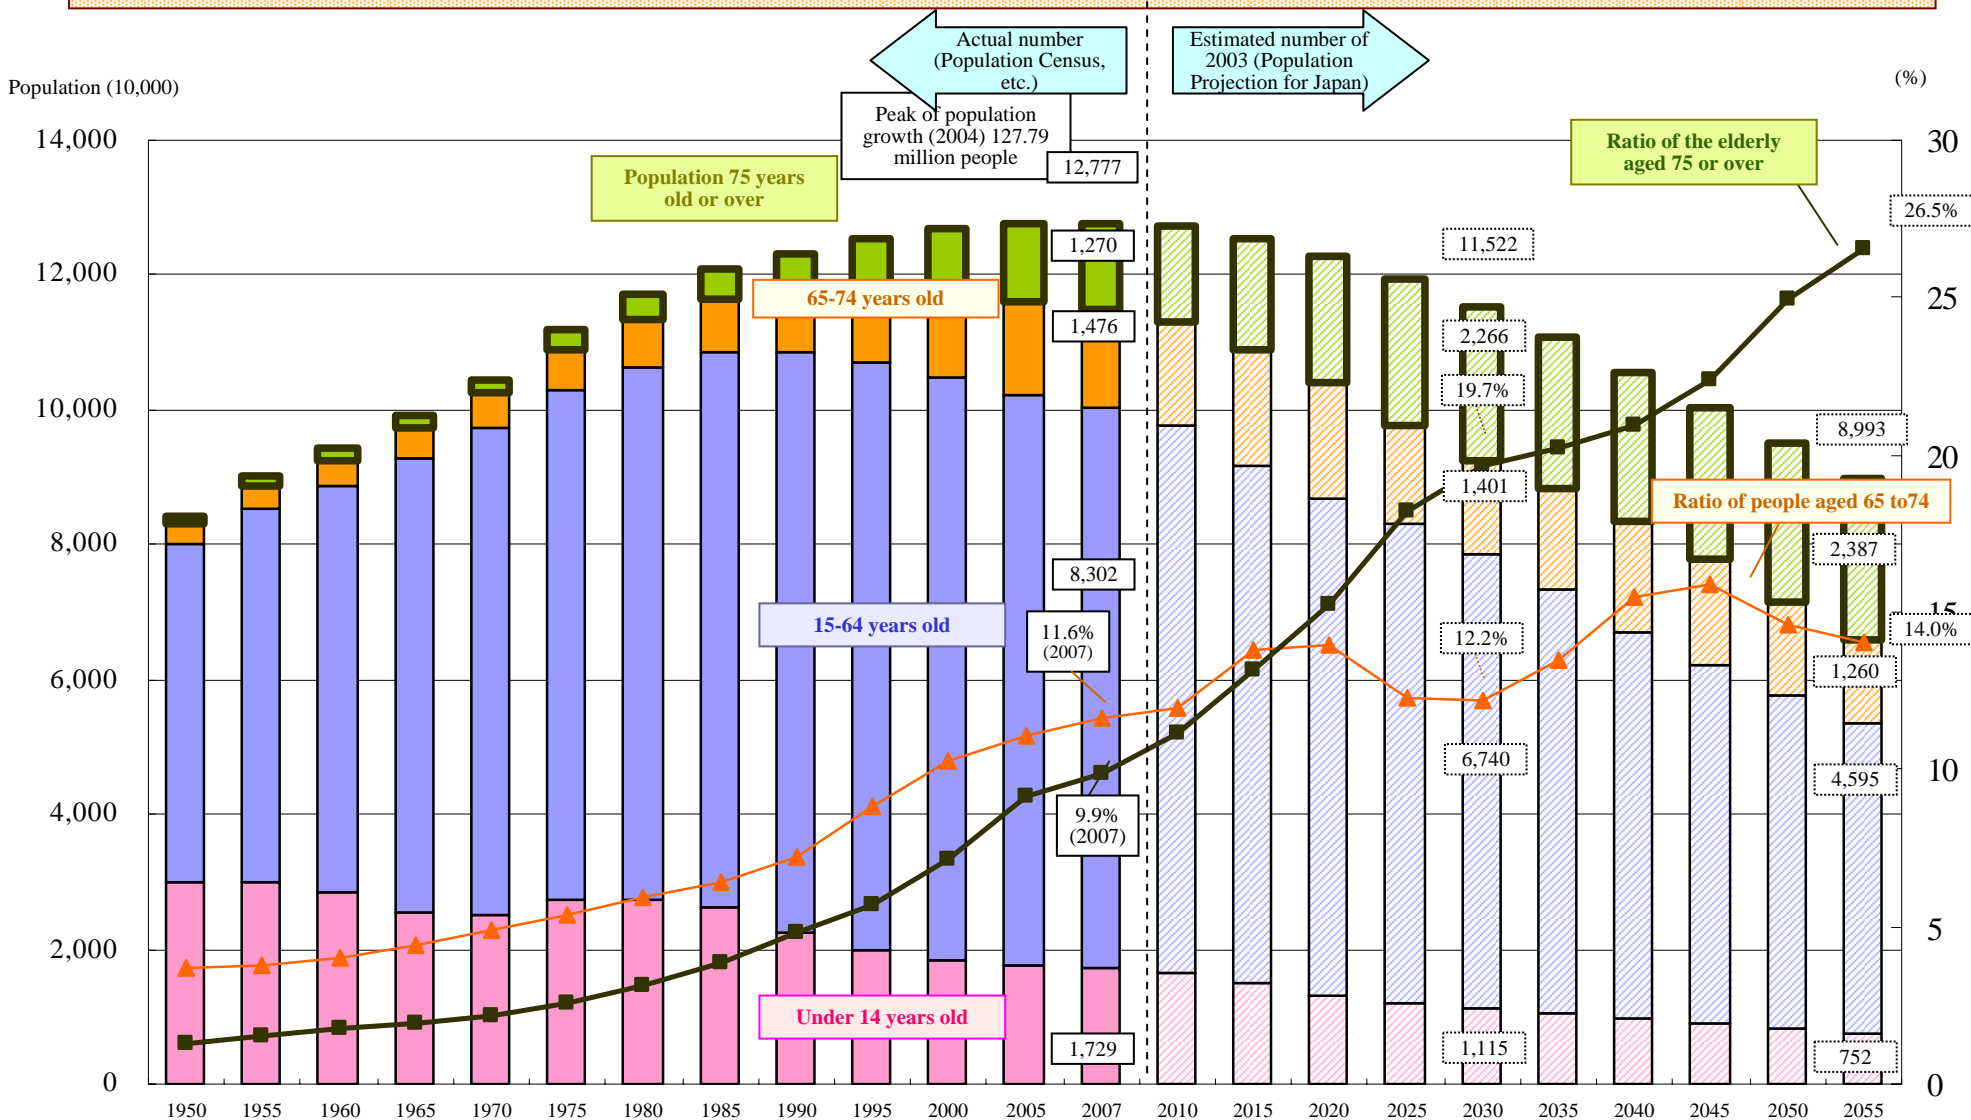 Actual number
(Population Census,
etc.)
Estimated number of
2003 (Population
Projection for Japan)
Population (10,000)
(%)
Peak of population
growth (2004) 127.79
million people
14,000
12,000
10,000
8,000
6,000
4,000
2,000
0
30
25
20
15
10
5
0
Population 75 years
old or over
65-74 years old
15-64 years old
Under 14 years old
Ratio of the elderly
aged 75 or over
Ratio of people aged 65 to74
12,777
1,270
1,476
8,302
11.6%
(2007)
9.9%
(2007)
1,729
11,522
2,266
19.7%
1,401
12.2%
6,740
1,115
26.5%
8,993
2,387
14.0%
1,260
4,595
752
1950 1955 1960 1965 1970 1975 1980 1985 1990 1995 2000 2005 2007 2010 2015 2020 2025 2030 2035 2040 2045 2050 2055